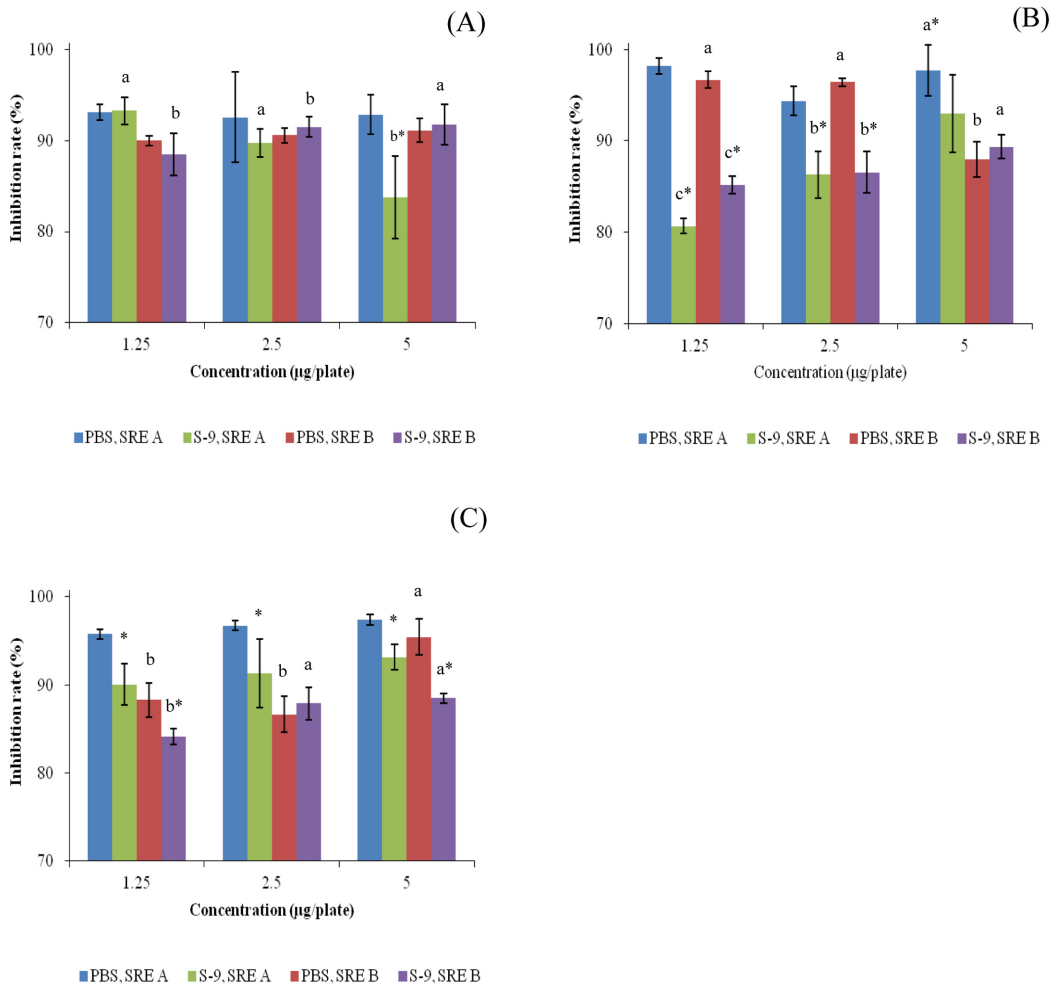 (A)
100
90
80
70
Inhibition rate (%)
a
b
a
b
b*
a
1.25
2.5
5
Concentration (µg/plate)
PBS, SRE A
S-9, SRE A
PBS, SRE B
S-9, SRE B
(B)
100
90
80
70
Inhibition rate (%)
c*
a
c*
b*
a
b*
a*
b
a
1.25
2.5
5
Concentration (µg/plate)
PBS, SRE A
S-9, SRE A
PBS, SRE B
S-9, SRE B
(C)
100
90
80
70
Inhibition rate (%)
*
b
b*
*
b
a
*
a
a*
1.25
2.5
5
Concentration (µg/plate)
PBS, SRE A
S-9, SRE A
PBS, SRE B
S-9, SRE B